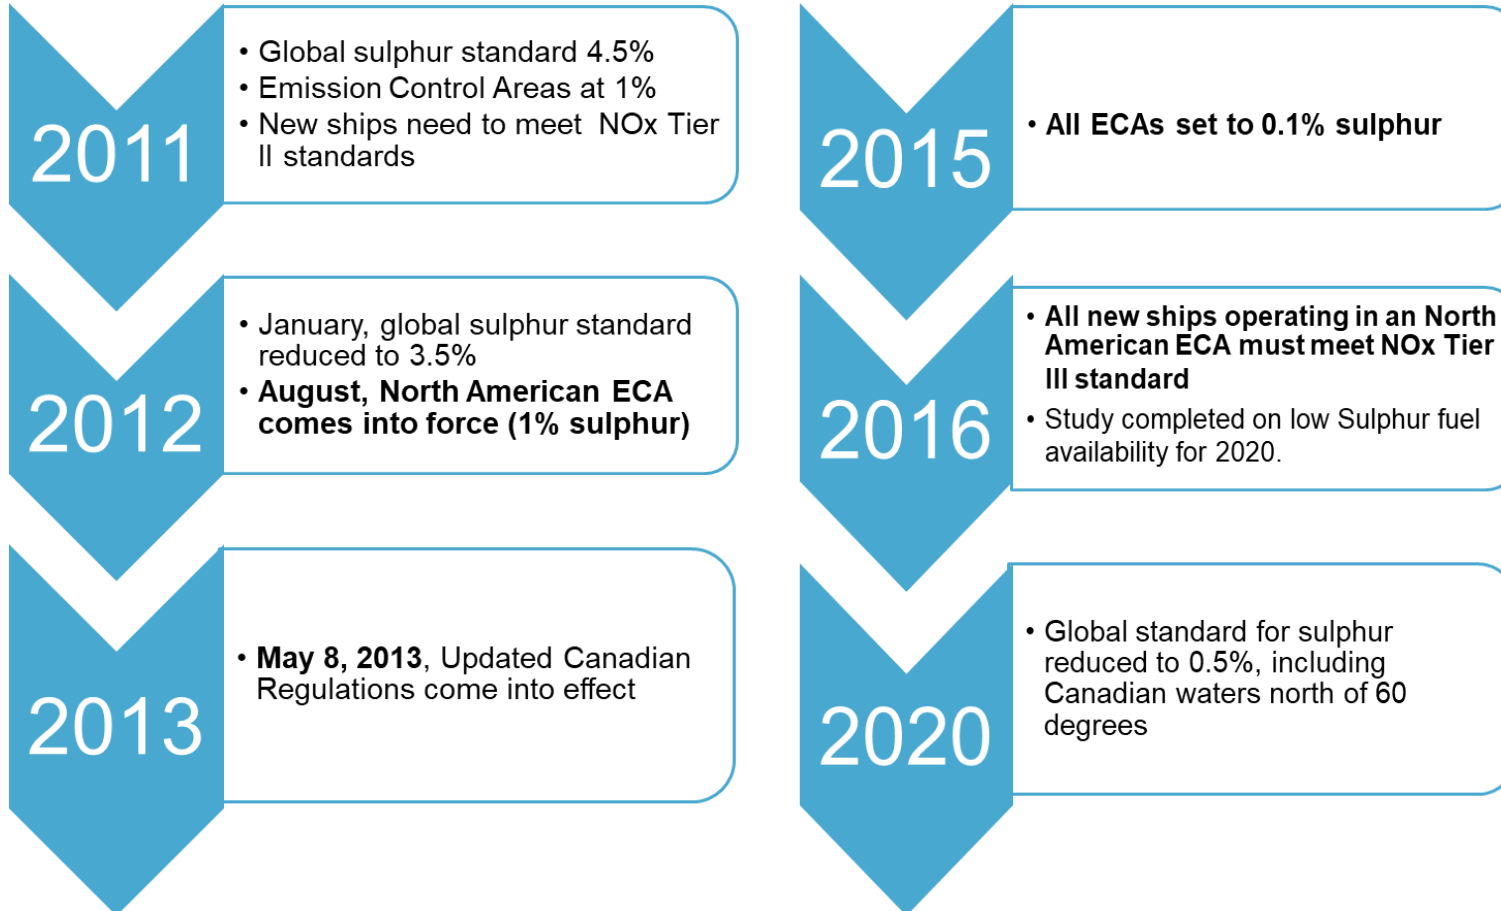 2011
• Global sulphur standard 4.5%
• Emission Control Areas at 1%
• New ships need to meet NOx Tier
II standards
2012
• January, global sulphur standard
reduced to 3.5%
• August, North American ECA
comes into force (1% sulphur)
2013
• May 8, 2013, Updated Canadian
Regulations come into effect
2015
• All ECAs set to 0.1% sulphur
2016
• All new ships operating in an North
American ECA must meet NOx Tier
III standard
• Study completed on low Sulphur fuel
availability for 2020.
2020
• Global standard for sulphur
reduced to 0.5%, including
Canadian waters north of 60
degrees